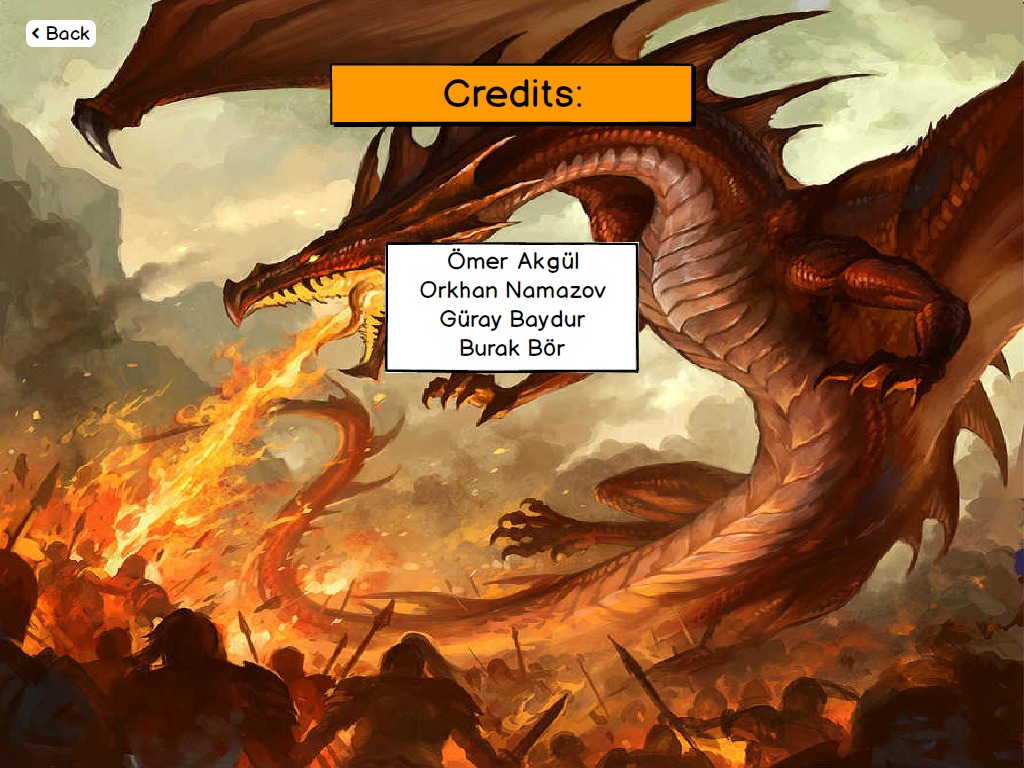 < Back
Credits:
Ömer Akgül
Orkhan Namazov
Güray Baydur
Burak Bör